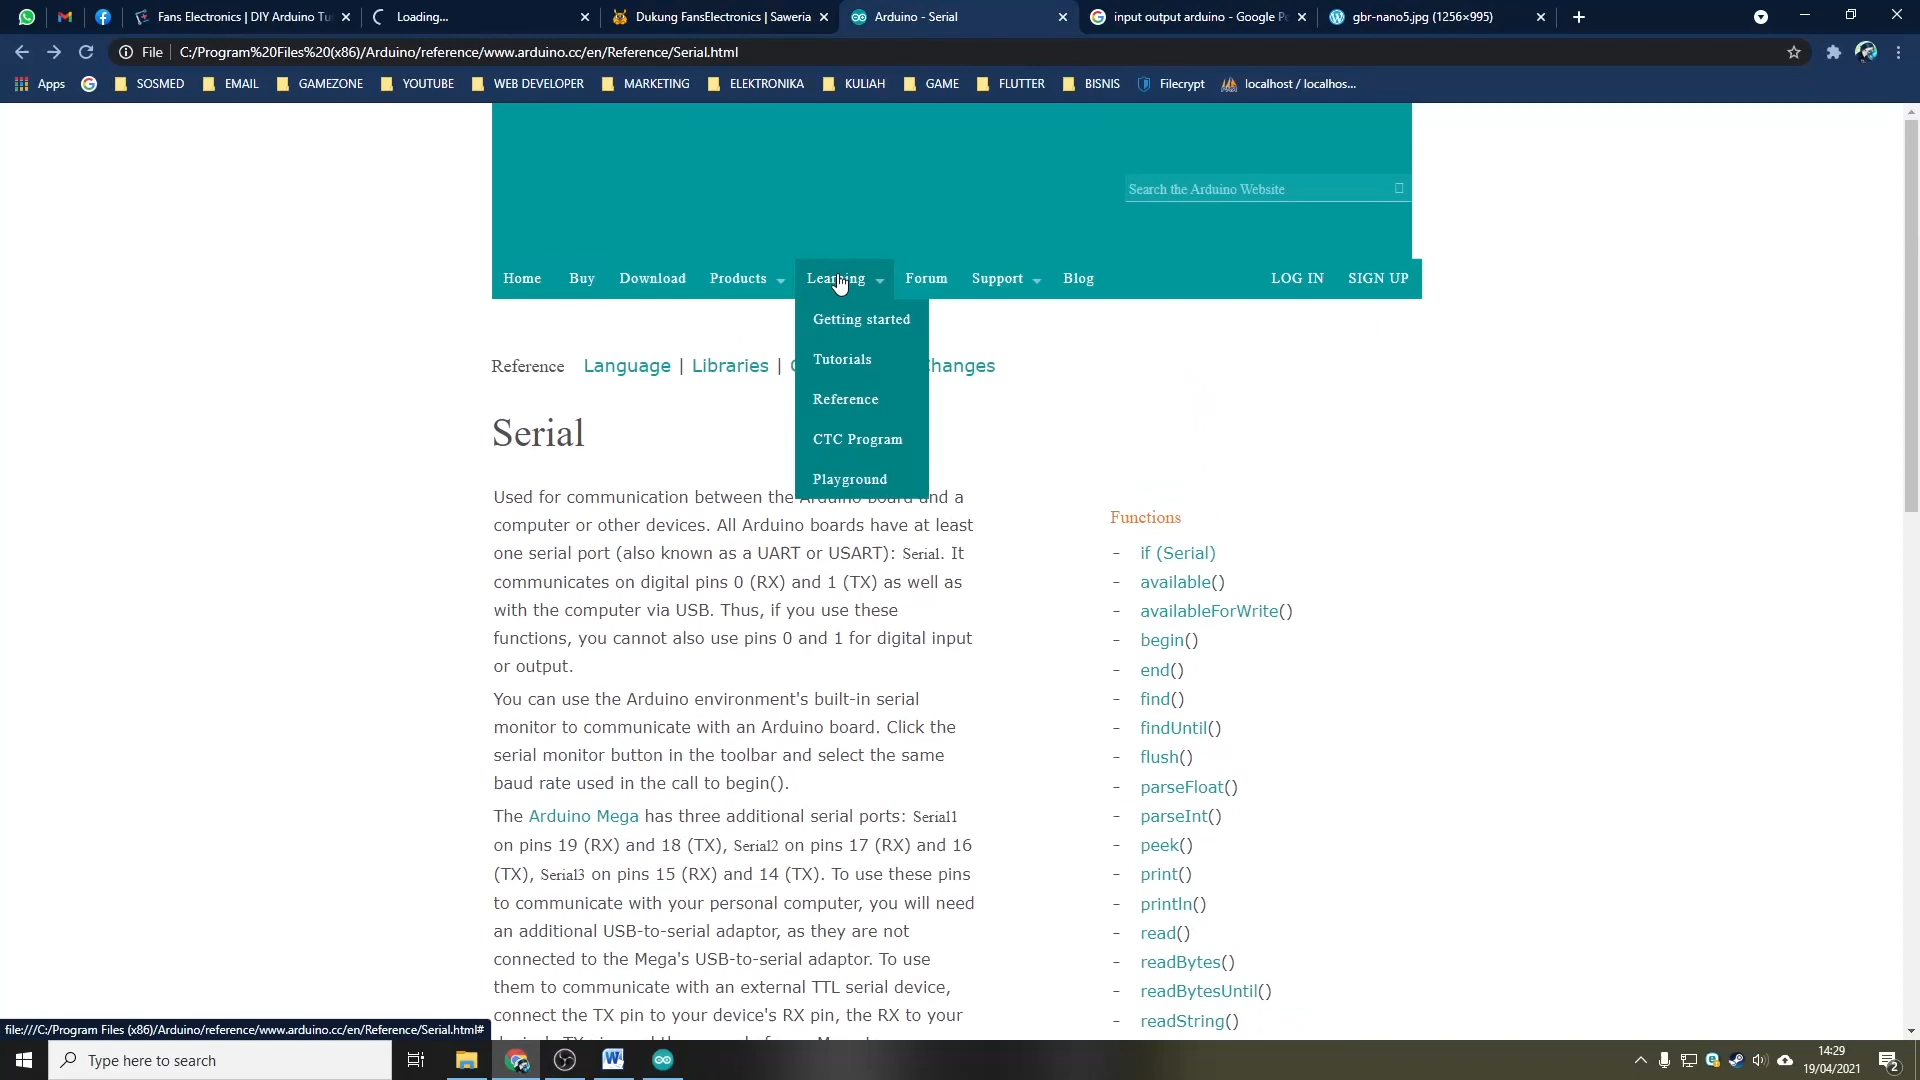 Fans Electronics | DIY Arduino Tu
Loading...
Dukung FansElectronics | Saweria
Arduino - Serial
input output arduino - Google Pe
gbr-nano5.jpg (1256×995)
File C:/Program%20Files%20(x86)/Arduino/reference/www.arduino.cc/en/Reference/Serial.html
Apps SOSMED EMAIL GAMEZONE YOUTUBE WEB DEVELOPER MARKETING ELEKTRONIKA KULIAH GAME FLUTTER BISNIS Filecrypt localhost / localhos...
Search the Arduino Website
Home Buy Download Products Learning Forum Support Blog LOG IN SIGN UP
Getting started
Tutorials
Reference
CTC Program
Playground
Reference Language | Libraries | Changes
Serial
Used for communication between the Arduino board and a
computer or other devices. All Arduino boards have at least
one serial port (also known as a UART or USART): Serial. It
communicates on digital pins 0 (RX) and 1 (TX) as well as
with the computer via USB. Thus, if you use these
functions, you cannot also use pins 0 and 1 for digital input
or output.
You can use the Arduino environment's built-in serial
monitor to communicate with an Arduino board. Click the
serial monitor button in the toolbar and select the same
baud rate used in the call to begin().
The Arduino Mega has three additional serial ports: Serial1
on pins 19 (RX) and 18 (TX), Serial2 on pins 17 (RX) and 16
(TX), Serial3 on pins 15 (RX) and 14 (TX). To use these pins
to communicate with your personal computer, you will need
an additional USB-to-serial adaptor, as they are not
connected to the Mega's USB-to-serial adaptor. To use
them to communicate with an external TTL serial device,
connect the TX pin to your device's RX pin, the RX to your
Functions
- if (Serial)
- available()
- availableForWrite()
- begin()
- end()
- find()
- findUntil()
- flush()
- parseFloat()
- parseInt()
- peek()
- print()
- println()
- read()
- readBytes()
- readBytesUntil()
- readString()
file:///C:/Program Files (x86)/Arduino/reference/www.arduino.cc/en/Reference/Serial.html#
Type here to search
14:29
19/04/2021
2